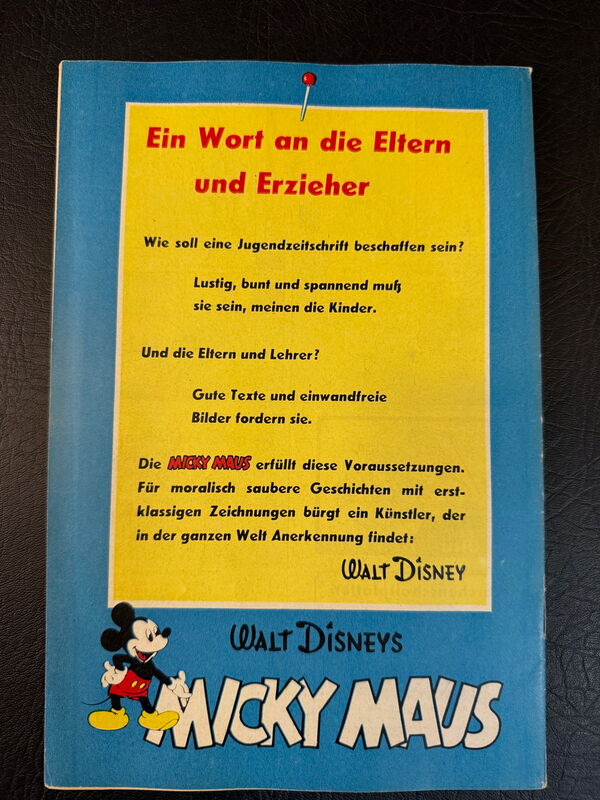 Ein Wort an die Eltern
und Erzieher
Wie soll eine Jugendzeitschrift beschaffen sein?
Lustig, bunt und spannend muß
sie sein, meinen die Kinder.
Und die Eltern und Lehrer?
Gute Texte und einwandfreie
Bilder fordern sie.
Die MICKY MAUS erfüllt diese Voraussetzungen.
Für moralisch saubere Geschichten mit erst-
klassigen Zeichnungen bürgt ein Künstler, der
in der ganzen Welt Anerkennung findet:
WALT DISNEY
WALT DISNEYS
MICKY MAUS